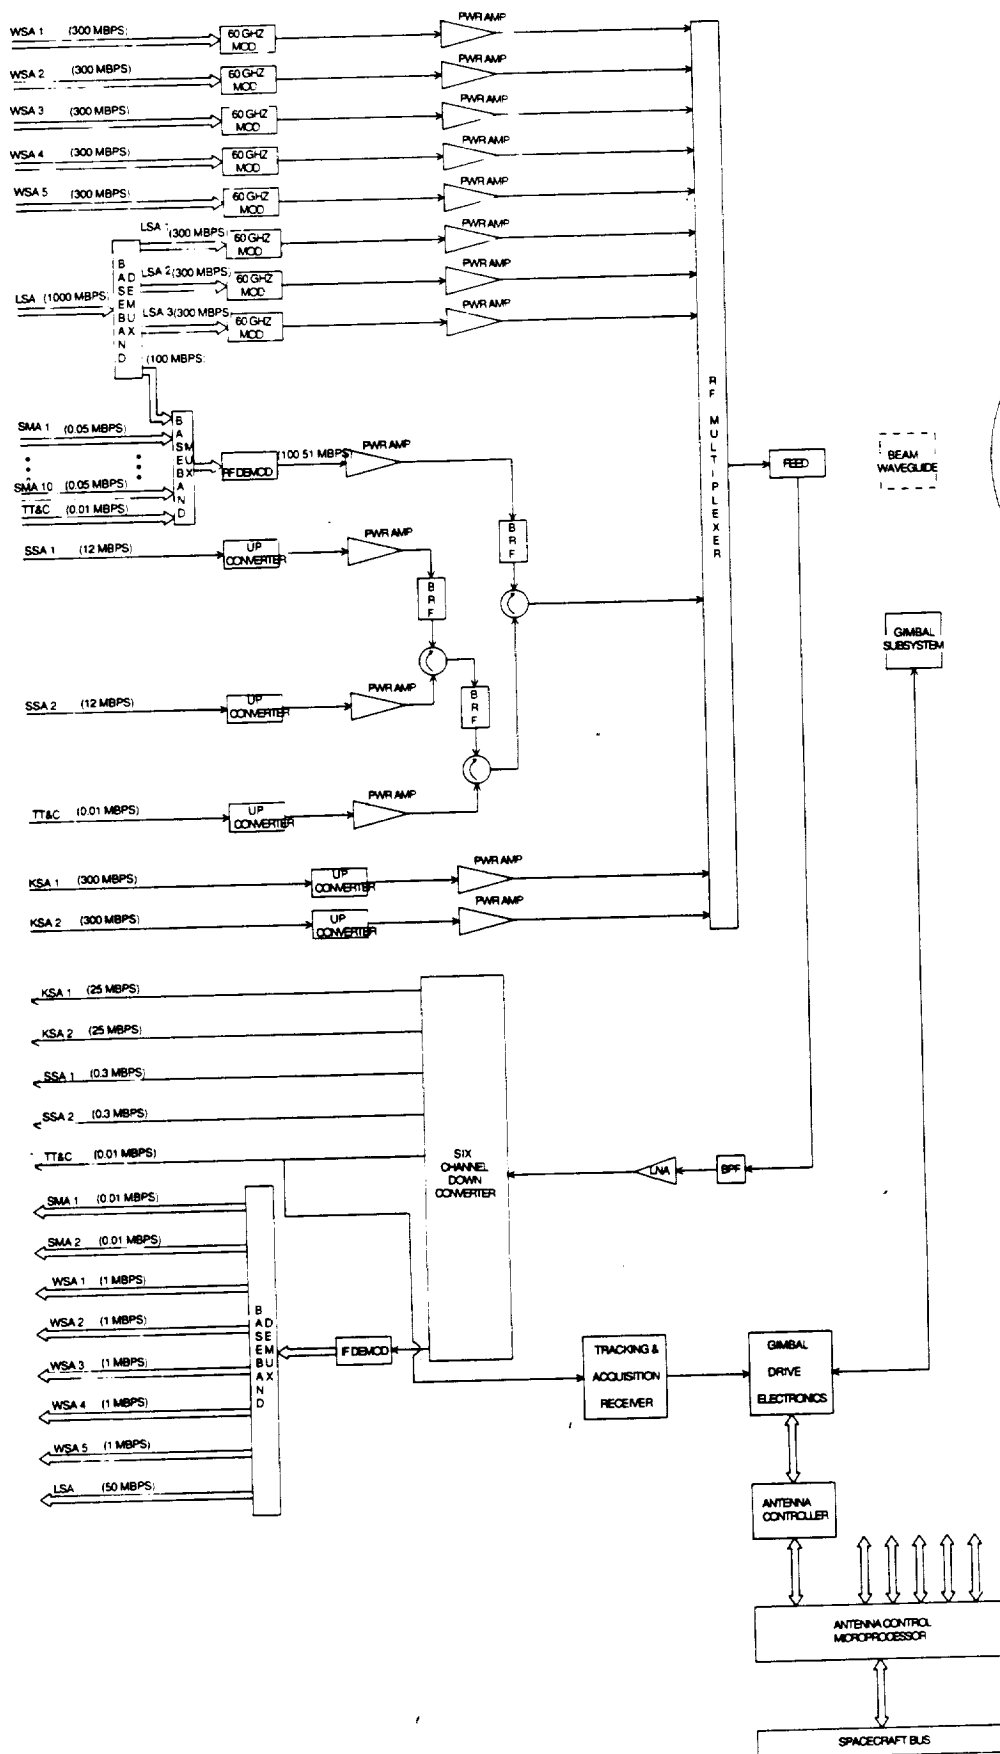 PWR AMP
WSA 1 (300 MBPS)
60 GHZ
MOD
PWR AMP
WSA 2 (300 MBPS)
60 GHZ
MOD
PWR AMP
WSA 3 (300 MBPS)
60 GHZ
MOD
PWR AMP
WSA 4 (300 MBPS)
60 GHZ
MOD
PWR AMP
WSA 5 (300 MBPS)
60 GHZ
MOD
PWR AMP
LSA 1 (300 MBPS)
60 GHZ
MOD
PWR AMP
LSA 2 (300 MBPS)
60 GHZ
MOD
PWR AMP
LSA (1000 MBPS)
BASEBAND
DEMUX
LSA 3 (300 MBPS)
60 GHZ
MOD
(100 MBPS)
RF MULTIPLEXER
SMA 1 (0.05 MBPS)
SMA 10 (0.05 MBPS)
TT&C (0.01 MBPS)
BASEBAND
MUX
RF DEMOD
(100 51 MBPS)
PWR AMP
FEED
BEAM
WAVEGUIDE
BRF
SSA 1 (12 MBPS)
UP
CONVERTER
PWR AMP
BRF
GIMBAL
SUBSYSTEM
SSA 2 (12 MBPS)
UP
CONVERTER
PWR AMP
BRF
TT&C (0.01 MBPS)
UP
CONVERTER
PWR AMP
KSA 1 (300 MBPS)
UP
CONVERTER
PWR AMP
KSA 2 (300 MBPS)
UP
CONVERTER
PWR AMP
KSA 1 (25 MBPS)
KSA 2 (25 MBPS)
SSA 1 (0.3 MBPS)
SSA 2 (0.3 MBPS)
TT&C (0.01 MBPS)
SIX
CHANNEL
DOWN
CONVERTER
LNA
BPF
SMA 1 (0.01 MBPS)
SMA 2 (0.01 MBPS)
WSA 1 (1 MBPS)
WSA 2 (1 MBPS)
WSA 3 (1 MBPS)
WSA 4 (1 MBPS)
WSA 5 (1 MBPS)
LSA (50 MBPS)
BASEBAND
DEMUX
IF DEMOD
TRACKING &
ACQUISITION
RECEIVER
GIMBAL
DRIVE
ELECTRONICS
ANTENNA
CONTROLLER
ANTENNA CONTROL
MICROPROCESSOR
SPACECRAFT BUS